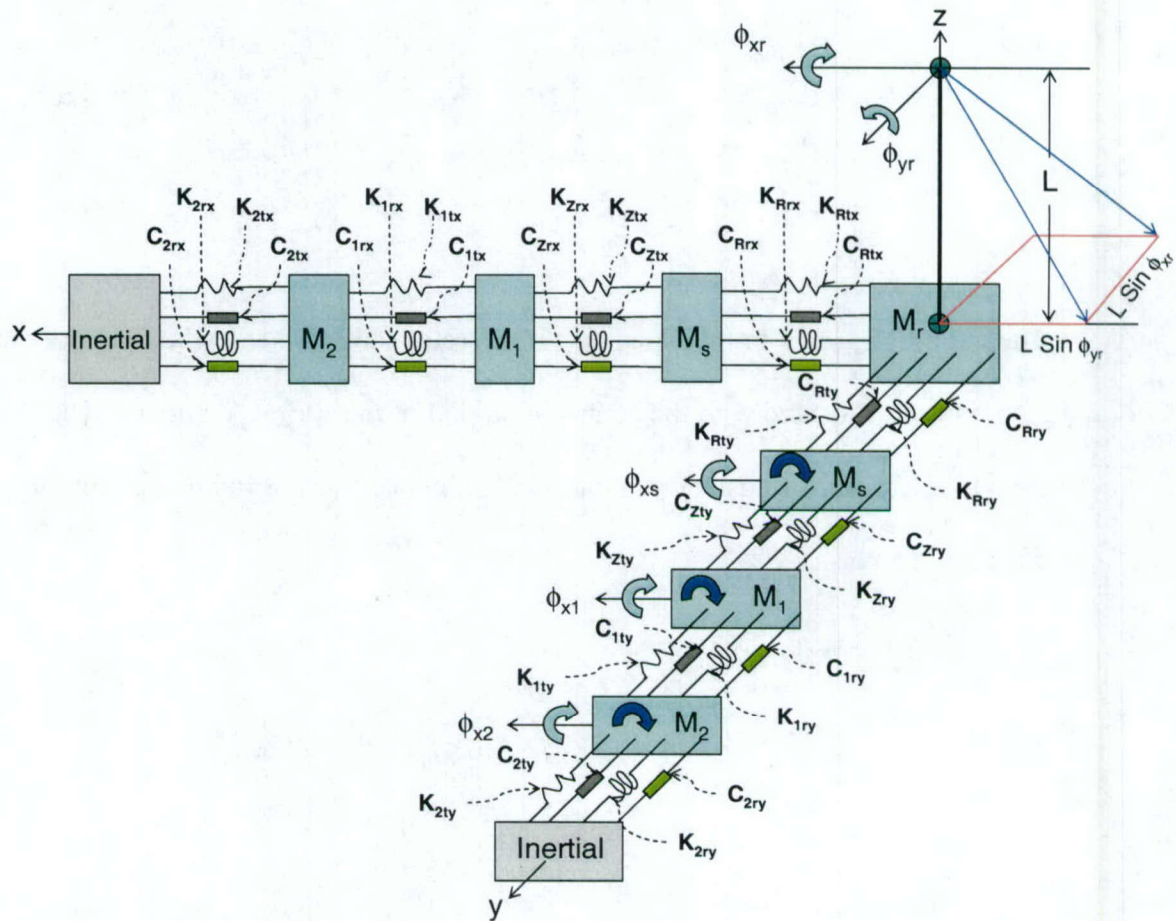 z
ϕxr
ϕyr
L
K2rx
K2tx
K1rx
K1tx
KZrx
KZtx
KRrx
KRtx
C2rx
C2tx
C1rx
C1tx
CZrx
CZtx
CRrx
CRtx
L Sin ϕxr
x
Inertial
M2
M1
Ms
Mr
L Sin ϕyr
CRty
KRty
CRry
ϕxs
Ms
KRry
CZty
KZty
CZry
ϕx1
M1
KZry
C1ty
K1ty
C1ry
ϕx2
M2
K1ry
C2ty
K2ty
C2ry
Inertial
K2ry
y